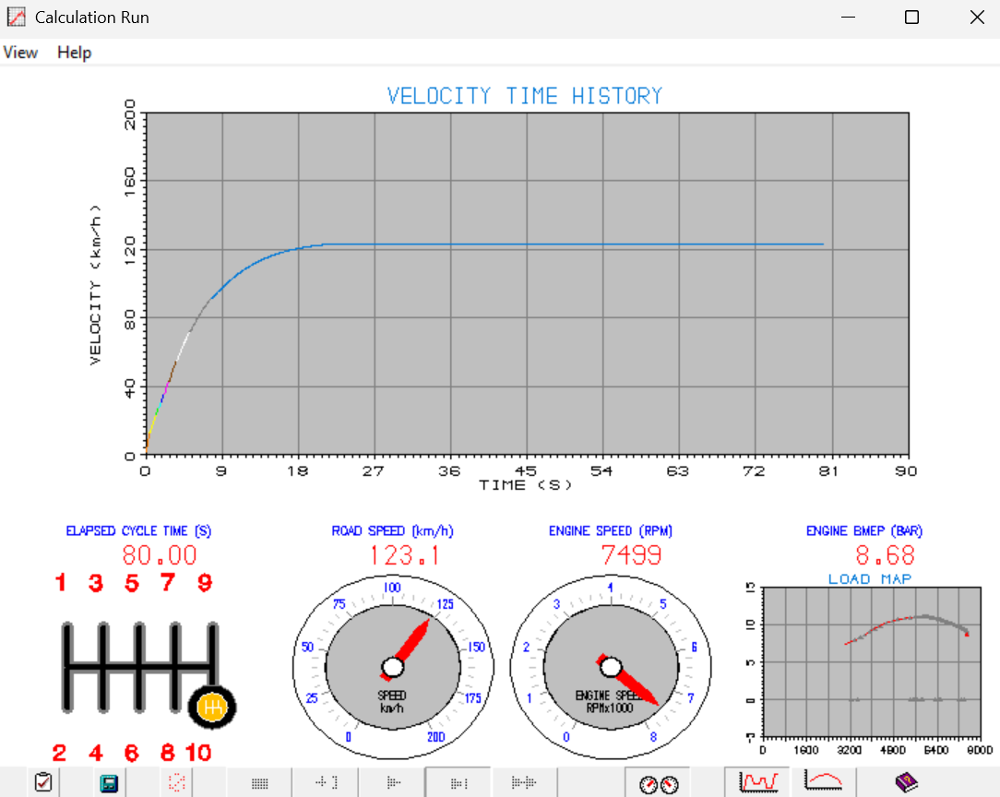 Calculation Run
View Help
VELOCITY TIME HISTORY
200
160
120
80
40
0
VELOCITY (km/h)
0 9 18 27 36 45 54 63 72 81 90
TIME (S)
ELAPSED CYCLE TIME (S)
80.00
1 3 5 7 9
2 4 6 8 10
ROAD SPEED (km/h)
123.1
0 25 50 75 100 125 150 175 200
SPEED
km/h
ENGINE SPEED (RPM)
7499
0 1 2 3 4 5 6 7 8
ENGINE SPEE
RPMx1000
ENGINE BMEP (BAR)
8.68
LOAD MAP
15
10
5
0
-5
0 1600 3200 4800 6400 8000